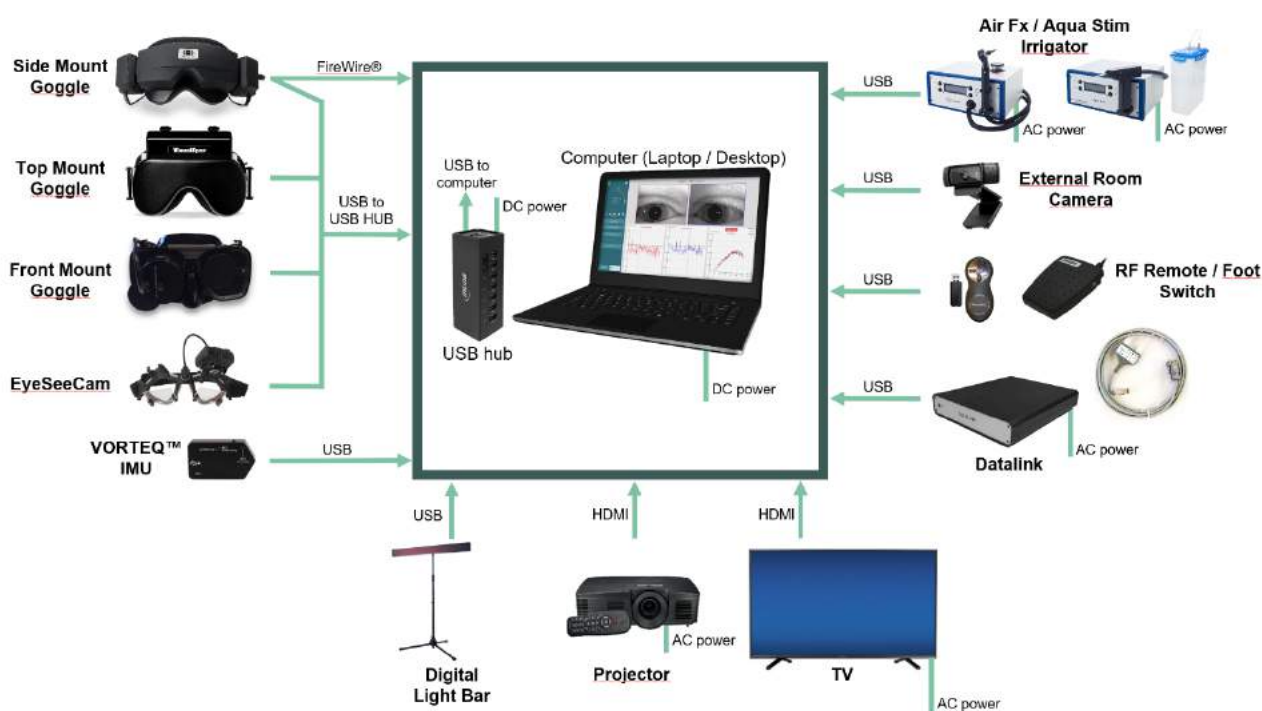 Side Mount
Goggle
FireWire®
Top Mount
Goggle
VisualEyes
USB to
USB HUB
Front Mount
Goggle
EyeSeeCam
VORTEQ™
IMU
USB
Computer (Laptop / Desktop)
USB to
computer
DC power
USB hub
DC power
Air Fx / Aqua Stim
Irrigator
USB
AC power
AC power
USB
External Room
Camera
USB
RF Remote / Foot
Switch
USB
AC power
Datalink
USB
HDMI
HDMI
Digital
Light Bar
AC power
Projector
TV
AC power